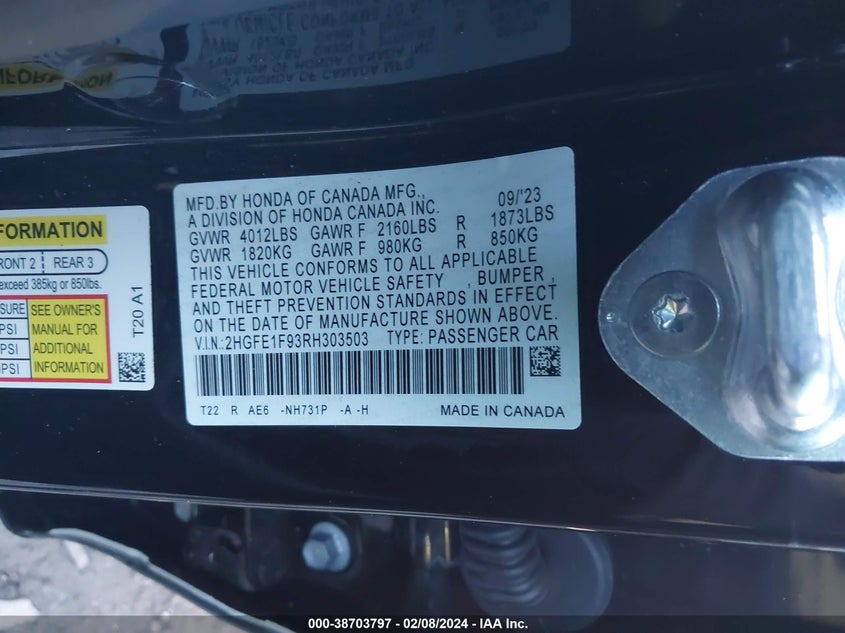 MFD.BY HONDA OF CANADA MFG., 09/'23
A DIVISION OF HONDA CANADA INC.
GVWR 4012LBS GAWR F 2160LBS R 1873LBS
GVWR 1820KG GAWR F 980KG R 850KG
THIS VEHICLE CONFORMS TO ALL APPLICABLE
FEDERAL MOTOR VEHICLE SAFETY , BUMPER ,
AND THEFT PREVENTION STANDARDS IN EFFECT
ON THE DATE OF MANUFACTURE SHOWN ABOVE.
V.I.N.:2HGFE1F93RH303503 TYPE: PASSENGER CAR
T22 R AE6 -NH731P -A -H MADE IN CANADA
FORMATION
FRONT 2 REAR 3
exceed 385kg or 850lbs.
SURE
PSI
PSI
SEE OWNER'S
MANUAL FOR
ADDITIONAL
INFORMATION
T20 A1
000-38703797 - 02/08/2024 - IAA Inc.